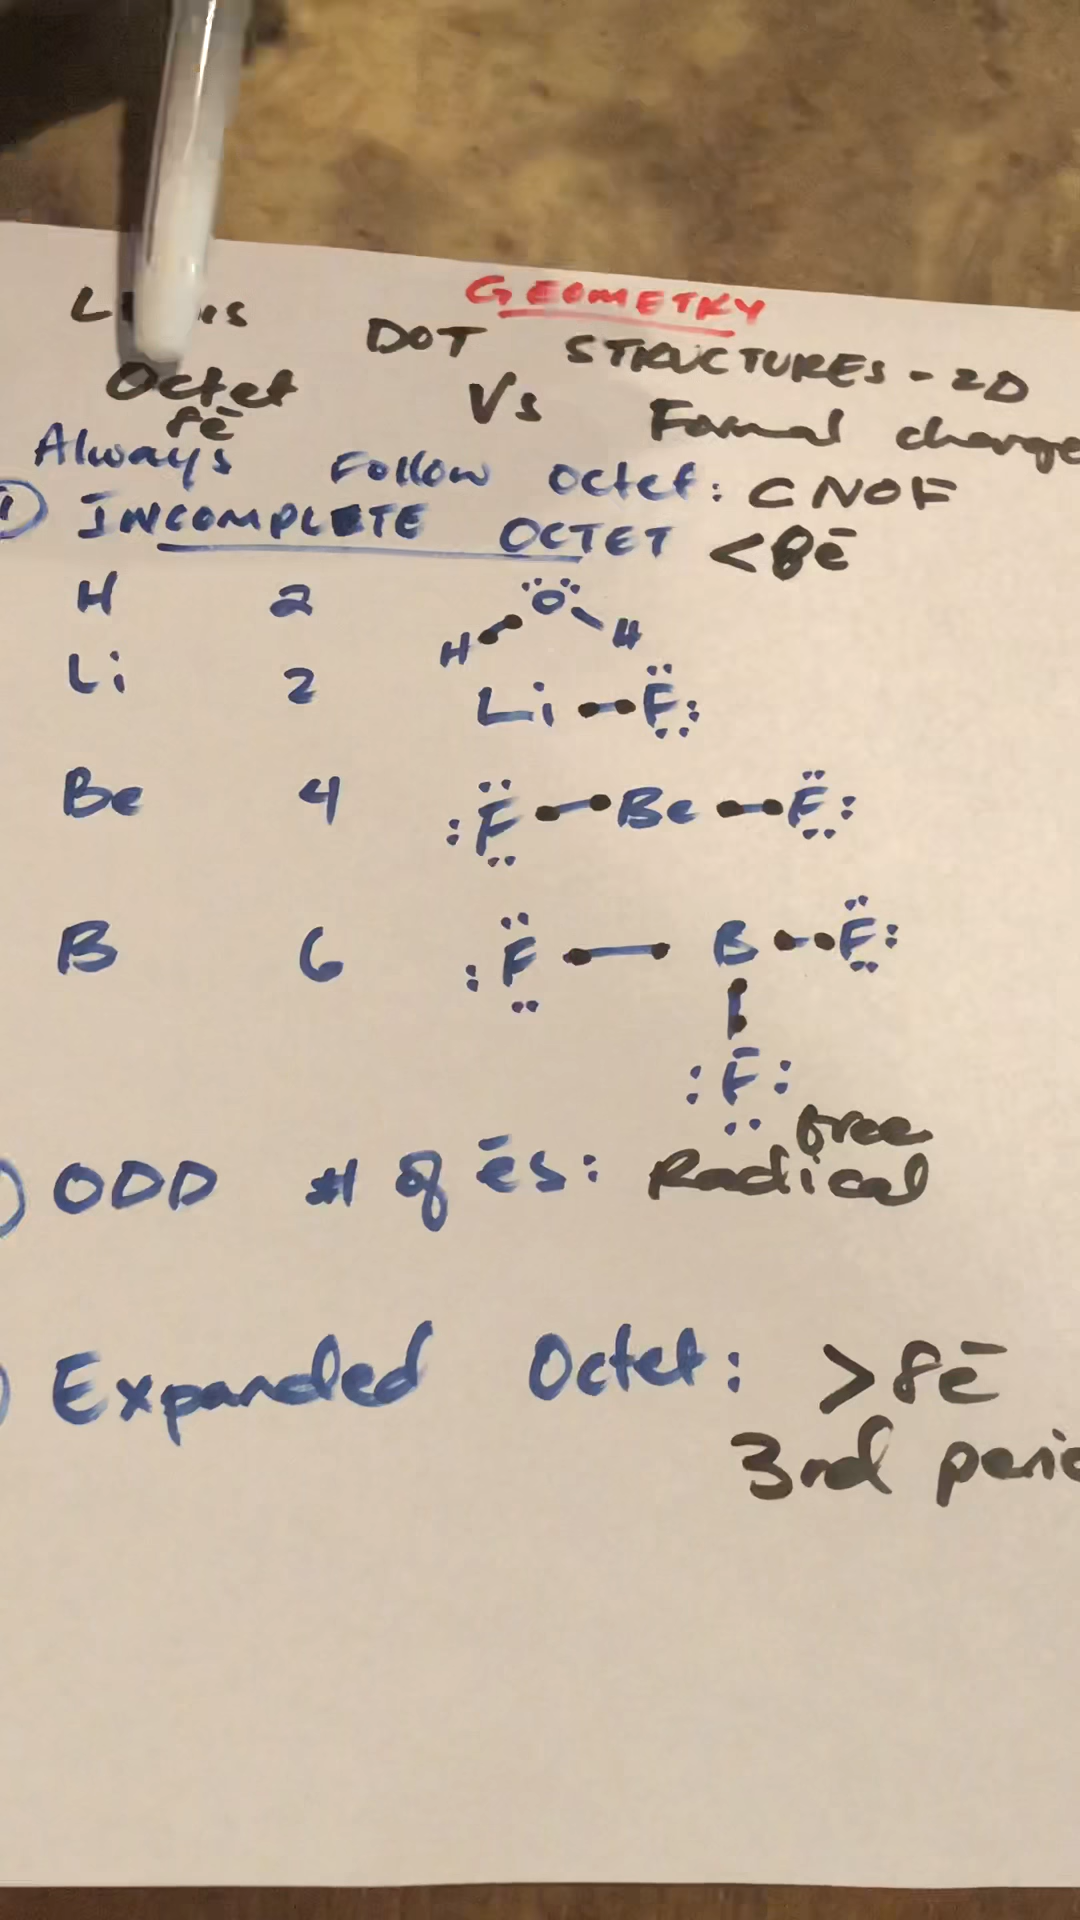 GEOMETRY
DOT STRUCTURES - 2D
Octet Vs Formal charge
8ē
Always Follow Octet: CNOF
1 INCOMPLETE OCTET <8ē
H 2 H O H
Li 2 Li F
Be 4 F Be F
B 6 F B F
F
free
ODD # of ēs: Radical
Expanded Octet: >8ē
3rd